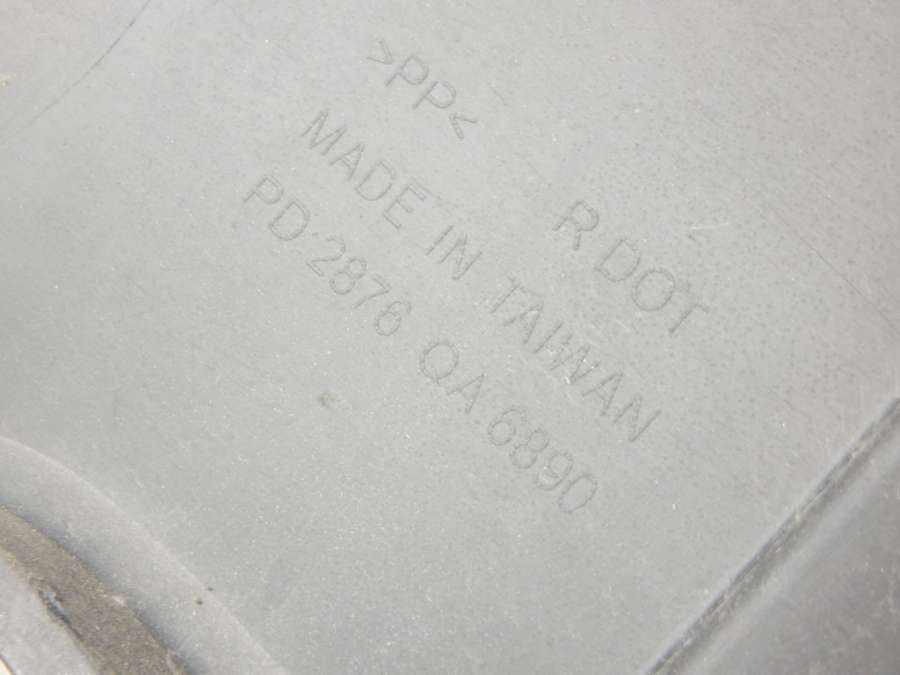 >PP<
R DOT
MADE IN TAIWAN
PD·2876 QA.6890